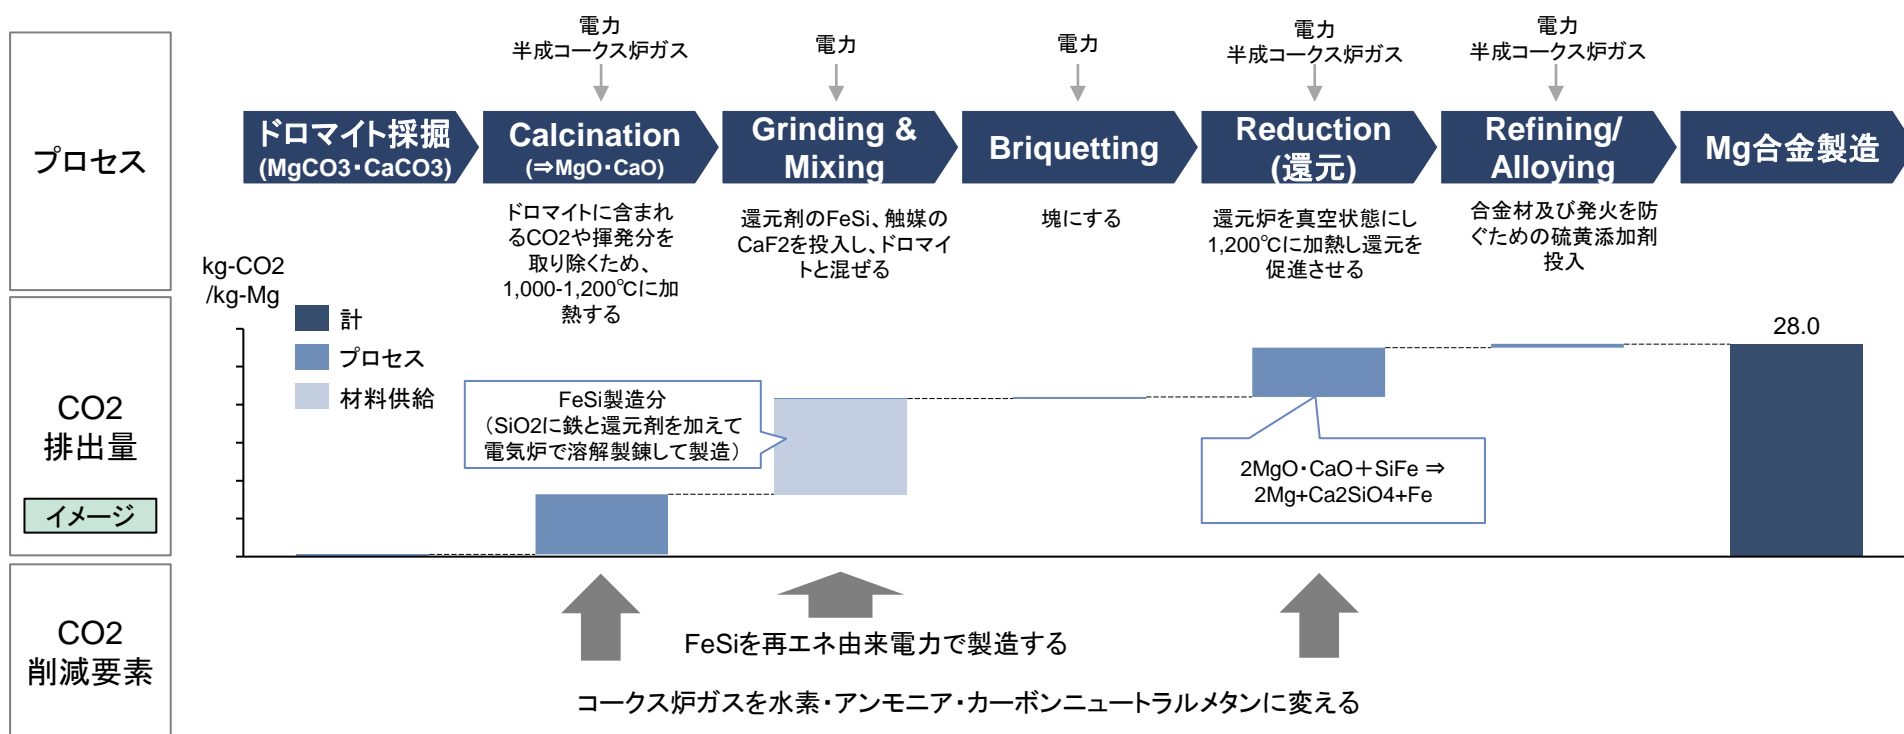 プロセス
電力
半成コークス炉ガス
電力
電力
電力
半成コークス炉ガス
電力
半成コークス炉ガス
ドロマイト採掘
(MgCO3・CaCO3)
Calcination
(⇒MgO・CaO)
Grinding &
Mixing
Briquetting
Reduction
(還元)
Refining/
Alloying
Mg合金製造
ドロマイトに含まれ
るCO2や揮発分を
取り除くため、
1,000-1,200℃に加
熱する
還元剤のFeSi、触媒の
CaF2を投入し、ドロマイ
トと混ぜる
塊にする
還元炉を真空状態にし
1,200℃に加熱し還元を
促進させる
合金材及び発火を防
ぐための硫黄添加剤
投入
CO2
排出量
イメージ
kg-CO2
/kg-Mg
計
プロセス
材料供給
FeSi製造分
（SiO2に鉄と還元剤を加えて
電気炉で溶解製錬して製造）
2MgO・CaO＋SiFe ⇒
2Mg+Ca2SiO4+Fe
28.0
CO2
削減要素
FeSiを再エネ由来電力で製造する
コークス炉ガスを水素・アンモニア・カーボンニュートラルメタンに変える